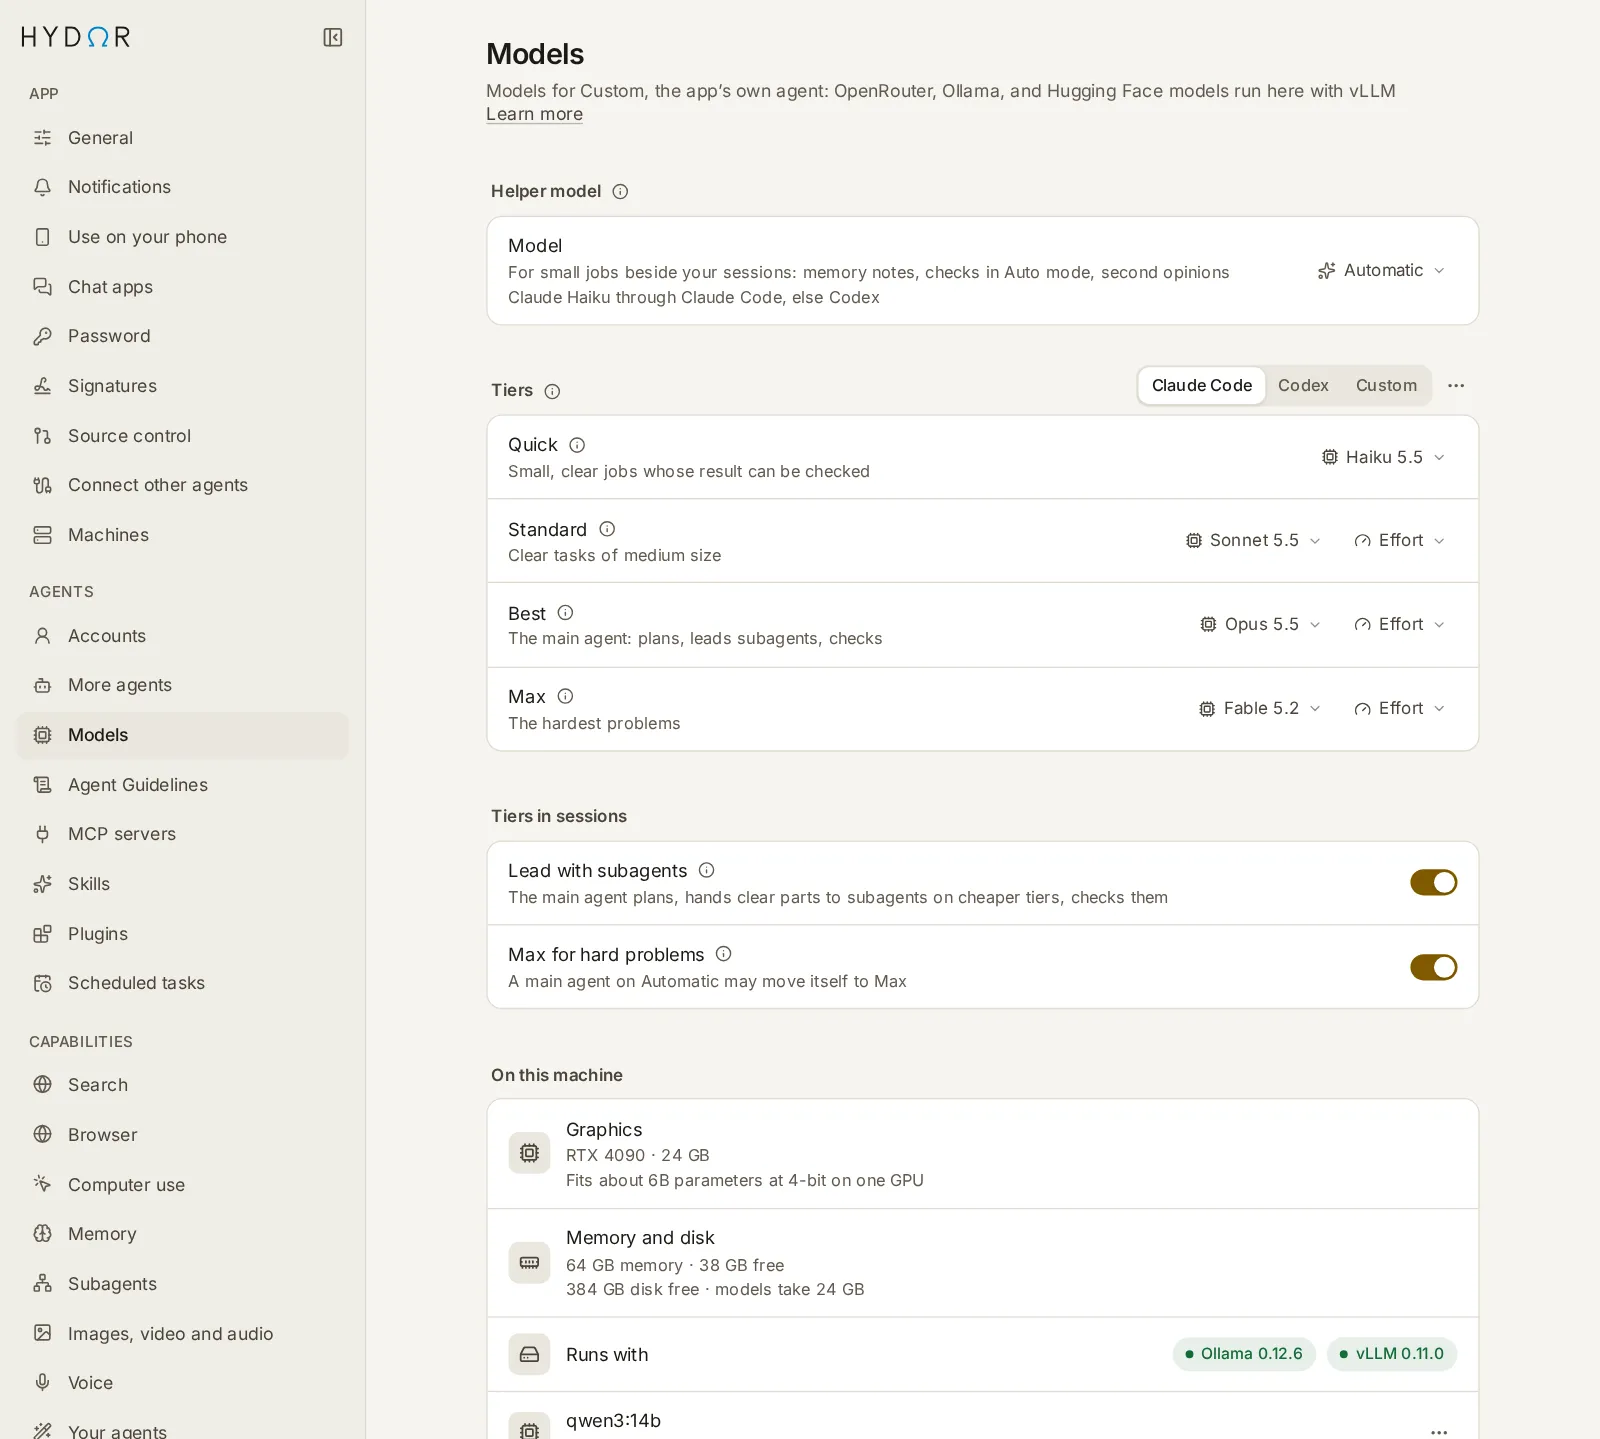 HYDΩR
APP
General
Notifications
Use on your phone
Chat apps
Password
Signatures
Source control
Connect other agents
Machines
AGENTS
Accounts
More agents
Models
Agent Guidelines
MCP servers
Skills
Plugins
Scheduled tasks
CAPABILITIES
Search
Browser
Computer use
Memory
Subagents
Images, video and audio
Voice
Your agents
Models
Models for Custom, the app’s own agent: OpenRouter, Ollama, and Hugging Face models run here with vLLM
Learn more
Helper model
Model
For small jobs beside your sessions: memory notes, checks in Auto mode, second opinions
Claude Haiku through Claude Code, else Codex
Automatic
Tiers
Claude Code Codex Custom
Quick
Small, clear jobs whose result can be checked
Haiku 5.5
Standard
Clear tasks of medium size
Sonnet 5.5 Effort
Best
The main agent: plans, leads subagents, checks
Opus 5.5 Effort
Max
The hardest problems
Fable 5.2 Effort
Tiers in sessions
Lead with subagents
The main agent plans, hands clear parts to subagents on cheaper tiers, checks them
Max for hard problems
A main agent on Automatic may move itself to Max
On this machine
Graphics
RTX 4090 · 24 GB
Fits about 6B parameters at 4-bit on one GPU
Memory and disk
64 GB memory · 38 GB free
384 GB disk free · models take 24 GB
Runs with
Ollama 0.12.6 vLLM 0.11.0
qwen3:14b